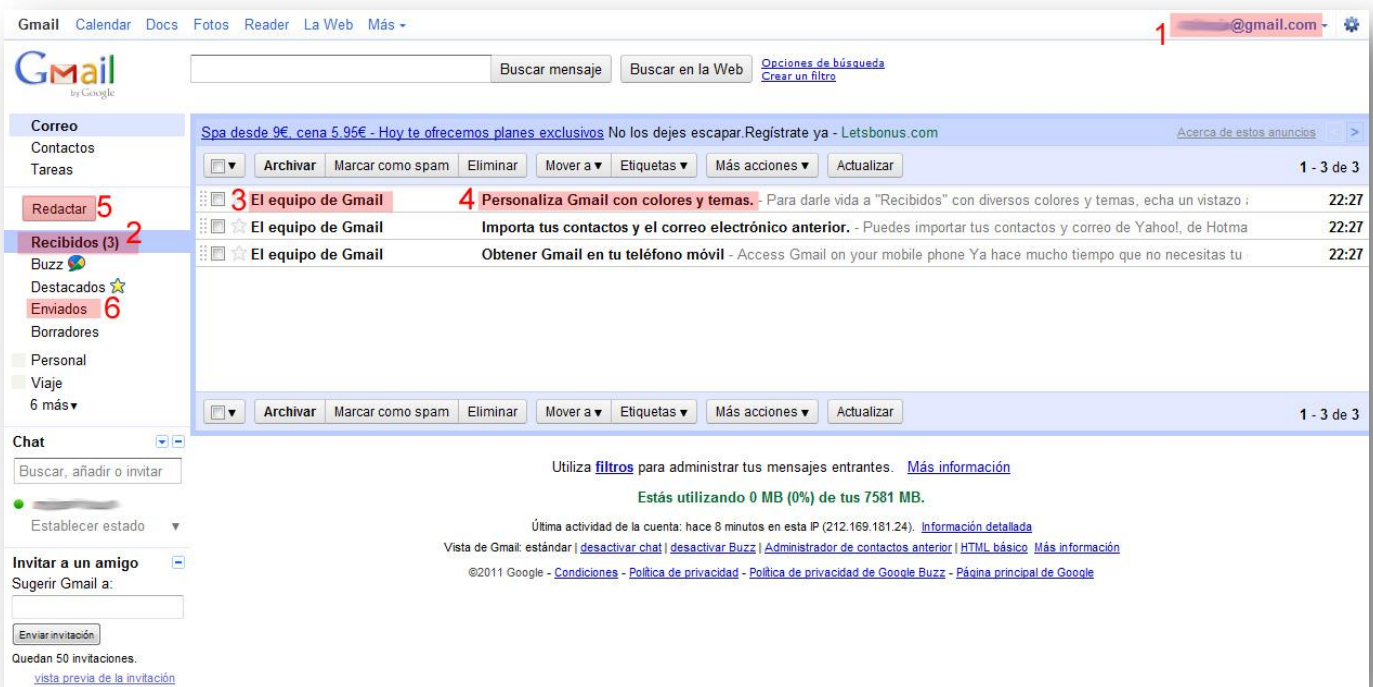 Gmail Calendar Docs Fotos Reader La Web Más
1 @gmail.com
Gmail
by Google
Buscar mensaje Buscar en la Web Opciones de búsqueda
Crear un filtro
Correo
Contactos
Tareas
Redactar 5
Recibidos (3) 2
Buzz
Destacados
Enviados 6
Borradores
Personal
Viaje
6 más
Chat
Buscar, añadir o invitar
Establecer estado
Invitar a un amigo
Sugerir Gmail a:
Enviar invitación
Quedan 50 invitaciones.
vista previa de la invitación
Spa desde 9€, cena 5.95€ - Hoy te ofrecemos planes exclusivos No los dejes escapar.Regístrate ya - Letsbonus.com Acerca de estos anuncios < >
Archivar Marcar como spam Eliminar Mover a Etiquetas Más acciones Actualizar 1 - 3 de 3
3 El equipo de Gmail 4 Personaliza Gmail con colores y temas. - Para darle vida a "Recibidos" con diversos colores y temas, echa un vistazo 22:27
El equipo de Gmail Importa tus contactos y el correo electrónico anterior. - Puedes importar tus contactos y correo de Yahoo!, de Hotma 22:27
El equipo de Gmail Obtener Gmail en tu teléfono móvil - Access Gmail on your mobile phone Ya hace mucho tiempo que no necesitas tu 22:27
Archivar Marcar como spam Eliminar Mover a Etiquetas Más acciones Actualizar 1 - 3 de 3
Utiliza filtros para administrar tus mensajes entrantes. Más información
Estás utilizando 0 MB (0%) de tus 7581 MB.
Última actividad de la cuenta: hace 8 minutos en esta IP (212.169.181.24). Información detallada
Vista de Gmail: estándar | desactivar chat | desactivar Buzz | Administrador de contactos anterior | HTML básico Más información
©2011 Google - Condiciones - Política de privacidad - Política de privacidad de Google Buzz - Página principal de Google